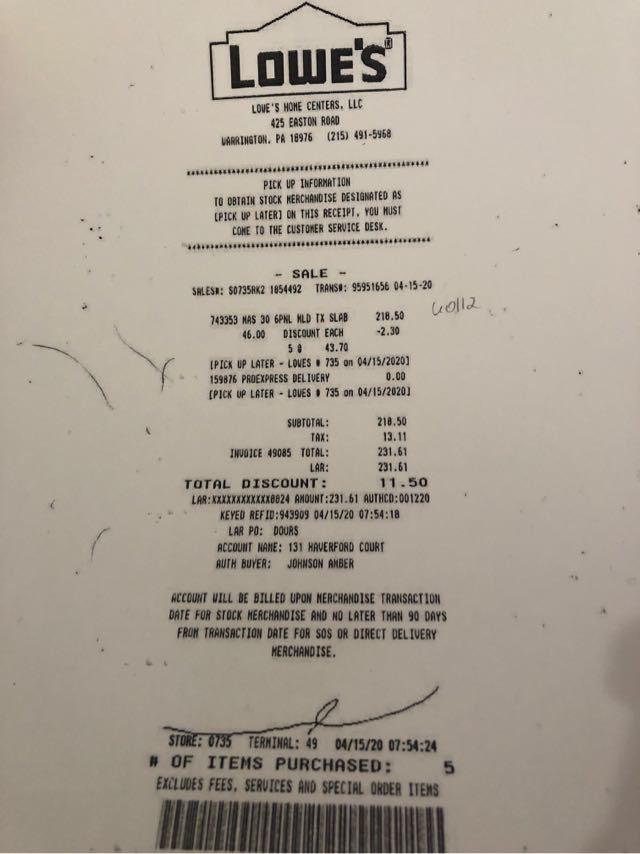 LOWE'S
LOWE'S HOME CENTERS, LLC
425 EASTON ROAD
WARRINGTON, PA 18976 (215) 491-5968
PICK UP INFORMATION
TO OBTAIN STOCK MERCHANDISE DESIGNATED AS
[PICK UP LATER] ON THIS RECEIPT, YOU MUST
COME TO THE CUSTOMER SERVICE DESK.
- SALE -
SALES#: S0735RK2 1854492 TRANS#: 95951656 04-15-20
743353 MAS 30 6PNL MLD TX SLAB 218.50
46.00 DISCOUNT EACH -2.30
5 @ 43.70
[PICK UP LATER - LOWES # 735 on 04/15/2020]
159876 PROEXPRESS DELIVERY 0.00
[PICK UP LATER - LOWES # 735 on 04/15/2020]
SUBTOTAL: 218.50
TAX: 13.11
INVOICE 49085 TOTAL: 231.61
LAR: 231.61
TOTAL DISCOUNT: 11.50
LAR:XXXXXXXXXXXX8824 AMOUNT:231.61 AUTHCD:001220
KEYED REFID:943909 04/15/20 07:54:18
LAR PO: DOORS
ACCOUNT NAME: 131 HAVERFORD COURT
AUTH BUYER: JOHNSON AMBER
ACCOUNT WILL BE BILLED UPON MERCHANDISE TRANSACTION
DATE FOR STOCK MERCHANDISE AND NO LATER THAN 90 DAYS
FROM TRANSACTION DATE FOR SOS OR DIRECT DELIVERY
MERCHANDISE.
STORE: 0735 TERMINAL: 49 04/15/20 07:54:24
# OF ITEMS PURCHASED: 5
EXCLUDES FEES, SERVICES AND SPECIAL ORDER ITEMS